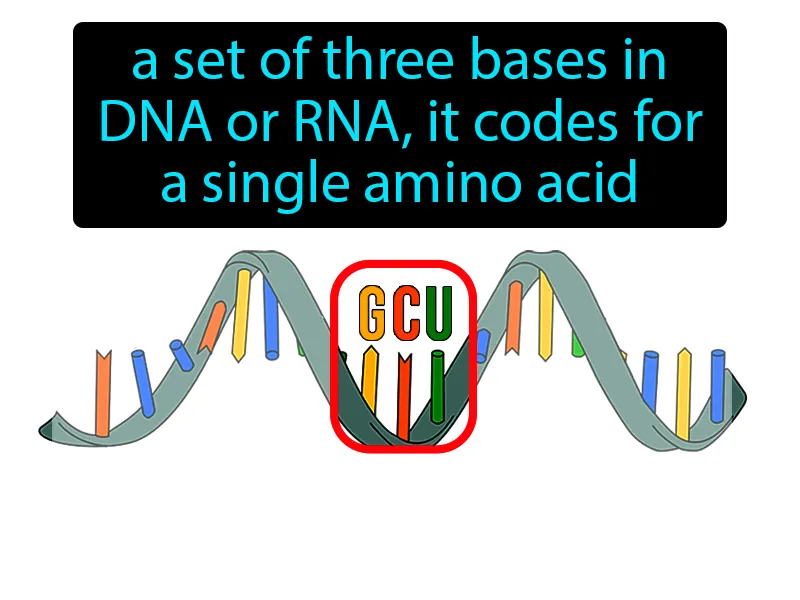 a set of three bases in
DNA or RNA, it codes for
a single amino acid
GCU